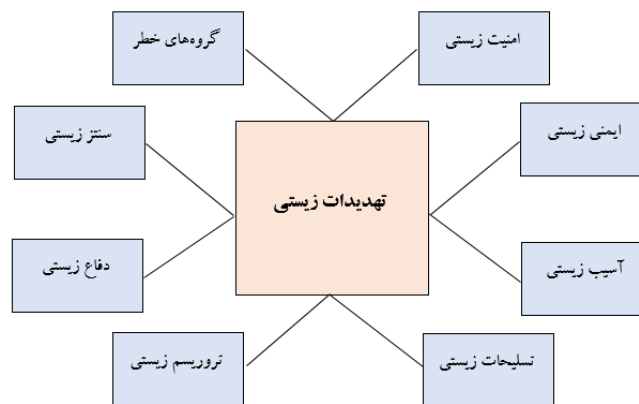 امنیت زیستی
گروه‌های خطر
ایمنی زیستی
سنتز زیستی
تهدیدات زیستی
آسیب زیستی
دفاع زیستی
تسلیحات زیستی
تروریسم زیستی